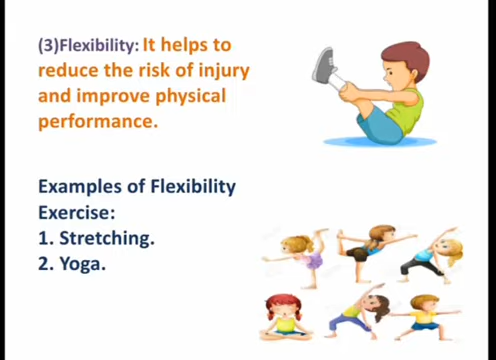 (3)Flexibility: It helps to
reduce the risk of injury
and improve physical
performance.
Examples of Flexibility
Exercise:
1. Stretching.
2. Yoga.